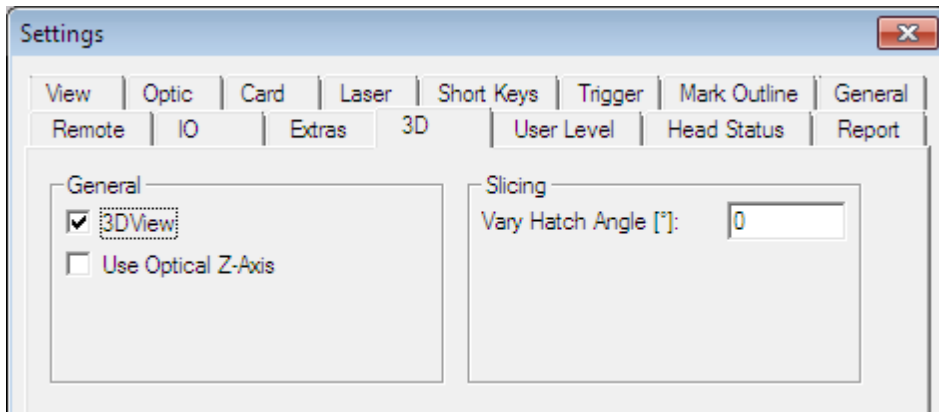 Settings
View Optic Card Laser Short Keys Trigger Mark Outline General
Remote IO Extras 3D User Level Head Status Report
General
3DView
Use Optical Z-Axis
Slicing
Vary Hatch Angle [°]: 0